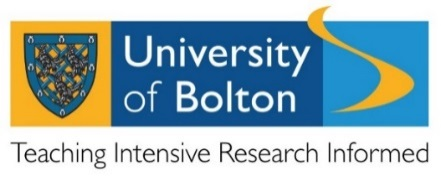 University
of Bolton
Teaching Intensive Research Informed